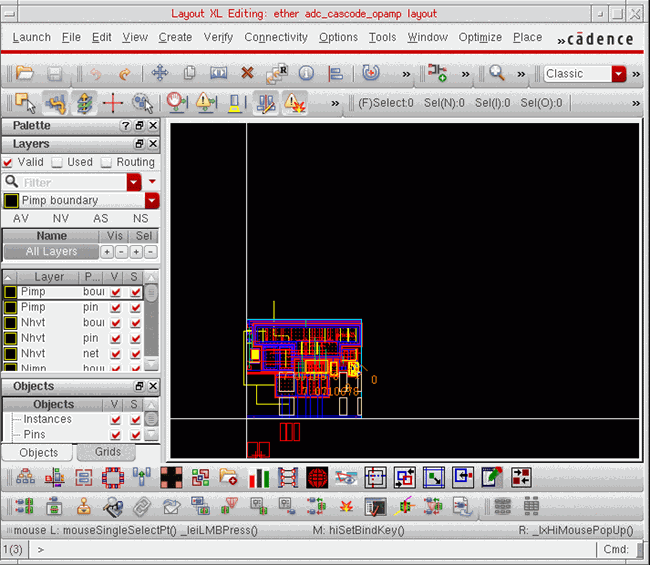 Layout XL Editing: ether adc_cascode_opamp layout
Launch File Edit View Create Verify Connectivity Options Tools Window Optimize Place » cādence
» » » Classic »
» (F)Select:0 Sel(N):0 Sel(I):0 Sel(O):0 »
Palette
Layers
Valid Used Routing
Filter
Pimp boundary
AV NV AS NS
Name Vis Sel
All Layers + - + -
Layer P... V S
Pimp bour
Pimp pin
Nhvt bour
Nhvt pin
Nhvt net
Nimp bour
0
Objects
Objects V S
Instances
Pins
Objects Grids
mouse L: mouseSingleSelectPt() _leiLMBPress() M: hiSetBindKey() R: _lxHiMousePopUp()
1(3) > Cmd: